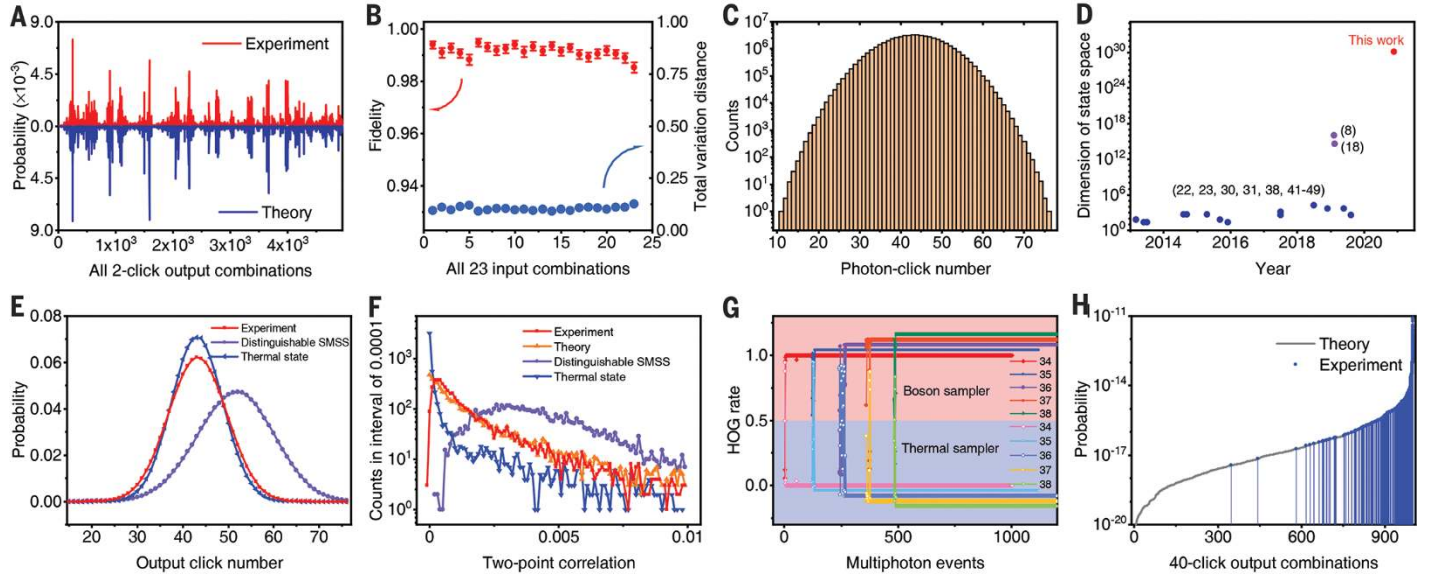 A
9.0
4.5
0.0
4.5
9.0
Probability (×10⁻³)
Experiment
Theory
0
1x10³
2x10³
3x10³
4x10³
All 2-click output combinations
B
1.00
0.98
0.96
0.94
Fidelity
1.00
0.75
0.50
0.25
0.00
Total variation distance
0
5
10
15
20
25
All 23 input combinations
C
10⁷
10⁶
10⁵
10⁴
10³
10²
10¹
10⁰
Counts
10
20
30
40
50
60
70
Photon-click number
D
10³⁰
10²⁴
10¹⁸
10¹²
10⁶
10⁰
Dimension of state space
This work
(8)
(18)
(22, 23, 30, 31, 38, 41-49)
2014
2016
2018
2020
Year
E
0.08
0.06
0.04
0.02
0.00
Probability
Experiment
Distinguishable SMSS
Thermal state
20
30
40
50
60
70
Output click number
F
10³
10²
10¹
10⁰
Counts in interval of 0.0001
Experiment
Theory
Distinguishable SMSS
Thermal state
0
0.005
0.01
Two-point correlation
G
1.0
0.5
0.0
HOG rate
Boson sampler
Thermal sampler
34
35
36
37
38
34
35
36
37
38
0
500
1000
Multiphoton events
H
10⁻¹¹
10⁻¹⁴
10⁻¹⁷
10⁻²⁰
Probability
Theory
Experiment
0
300
600
900
40-click output combinations